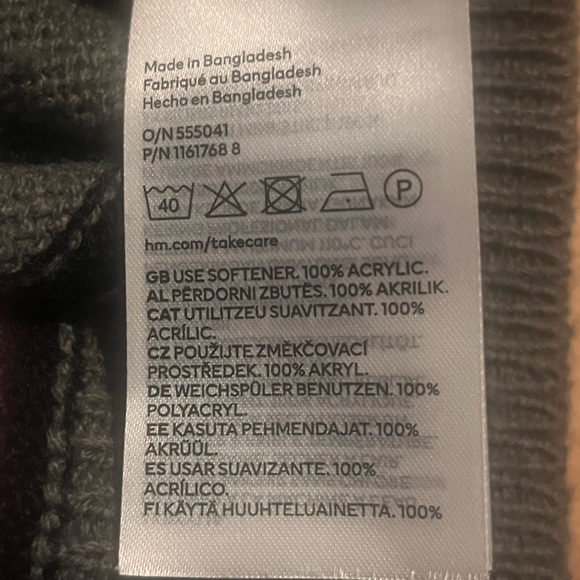 Made in Bangladesh
Fabriqué au Bangladesh
Hecho en Bangladesh
O/N 555041
P/N 1161768 8
40 P
hm.com/takecare
GB USE SOFTENER. 100% ACRYLIC.
AL PËRDORNI ZBUTËS. 100% AKRILIK.
CAT UTILITZEU SUAVITZANT. 100%
ACRÍLIC.
CZ POUŽIJTE ZMĚKČOVACÍ
PROSTŘEDEK. 100% AKRYL.
DE WEICHSPÜLER BENUTZEN. 100%
POLYACRYL.
EE KASUTA PEHMENDAJAT. 100%
AKRÜÜL.
ES USAR SUAVIZANTE. 100%
ACRÍLICO.
FI KÄYTÄ HUUHTELUAINETTA. 100%